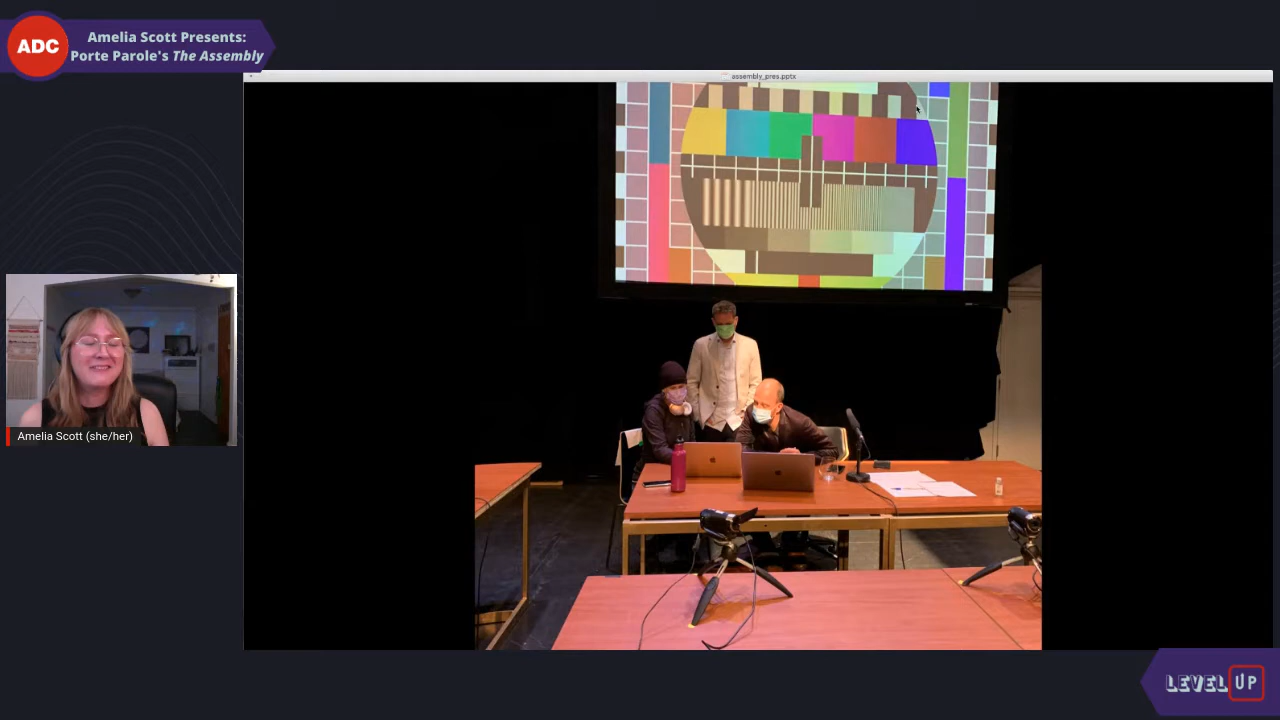 ADC
Amelia Scott Presents:
Porte Parole's The Assembly
assembly_pres.pptx
Amelia Scott (she/her)
LEVEL UP